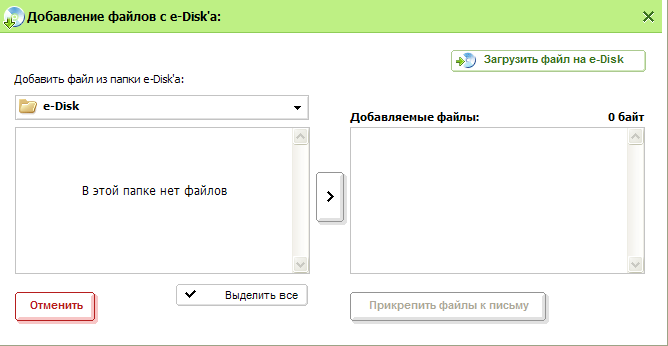 Добавление файлов с e-Disk'a:
Загрузить файл на e-Disk
Добавить файл из папки e-Disk'a:
e-Disk
Добавляемые файлы: 0 байт
В этой папке нет файлов
Отменить
Выделить все
Прикрепить файлы к письму